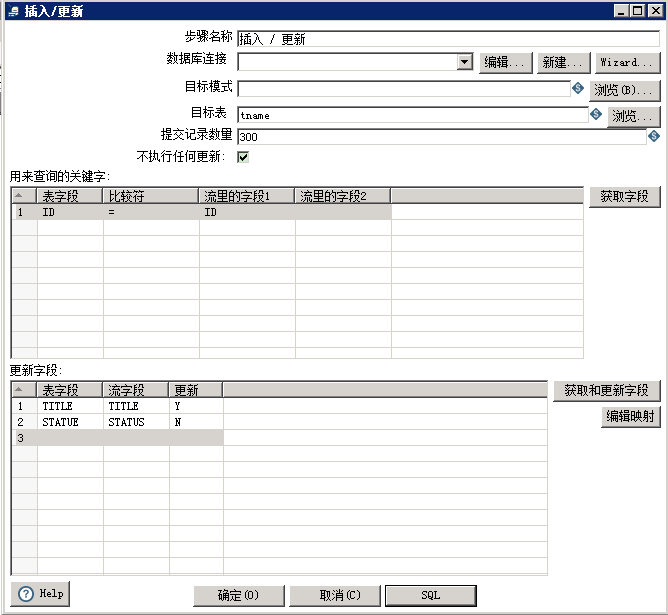 插入/更新
步骤名称 插入 / 更新
数据库连接 编辑... 新建... Wizard...
目标模式 浏览(B)...
目标表 tname 浏览...
提交记录数量 300
不执行任何更新:
用来查询的关键字:
表字段 比较符 流里的字段1 流里的字段2 获取字段
1 ID = ID
更新字段:
表字段 流字段 更新 获取和更新字段
1 TITLE TITLE Y 编辑映射
2 STATUE STATUS N
3
Help 确定(O) 取消(C) SQL